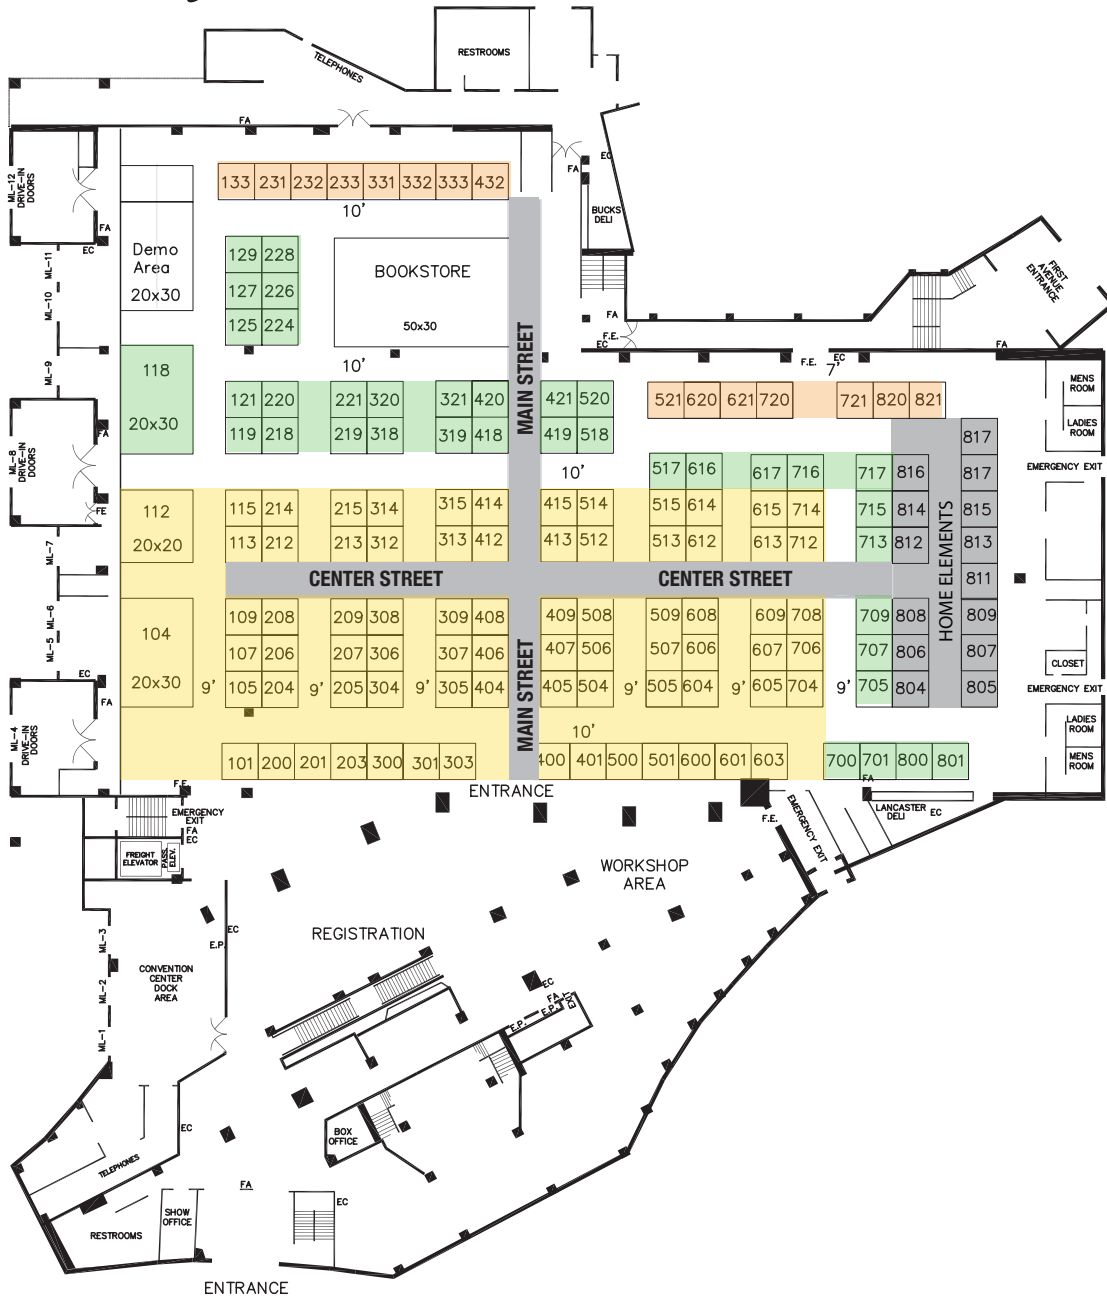 RESTROOMS
TELEPHONES
FA
ML-12
DRIVE-IN
DOORS
FA
EC
133 231 232 233 331 332 333 432
10'
EC
FA
BUCKS
DELI
FIRST
AVENUE
ENTRANCE
ML-11
ML-10
ML-9
Demo
Area
20x30
129 228
127 226
125 224
BOOKSTORE
50x30
MAIN STREET
FA
F.E.
EC
F.E.
EC
FA
7'
118
20x30
10'
121 220 221 320 321 420 421 520
119 218 219 318 319 418 419 518
521 620 621 720 721 820 821
MENS
ROOM
LADIES
ROOM
EMERGENCY EXIT
ML-8
DRIVE-IN
DOORS
FA
FE
10'
517 616 617 716 717 816 817
817
112
20x20
115 214 215 314 315 414 415 514 515 614 615 714 715 814 815
113 212 213 312 313 412 413 512 513 612 613 712 713 812 813
ML-7
CENTER STREET CENTER STREET
811
HOME ELEMENTS
ML-6
ML-5
104
20x30
109 208 209 308 309 408 409 508 509 608 609 708 709 808 809
107 206 207 306 307 406 407 506 507 606 607 706 707 806 807
9' 105 204 9' 205 304 9' 305 404 405 504 9' 505 604 9' 605 704 9' 705 804 805
MAIN STREET
CLOSET
EMERGENCY EXIT
LADIES
ROOM
MENS
ROOM
EC
FA
ML-4
DRIVE-IN
DOORS
10'
101 200 201 203 300 301 303 400 401 500 501 600 601 603 700 701 800 801
ENTRANCE
F.E.
EMERGENCY
EXIT
FA
EC
FREIGHT
ELEVATOR
PASS.
ELEV.
F.E.
EMERGENCY EXIT
FA
LANCASTER
DELI
EC
WORKSHOP
AREA
REGISTRATION
EC
E.P.
ML-3
ML-2
ML-1
CONVENTION
CENTER
DOCK
AREA
EC
FA
E.P.
E.P.
EXIT
BOX
OFFICE
EC
TELEPHONES
FA
EC
SHOW
OFFICE
RESTROOMS
ENTRANCE